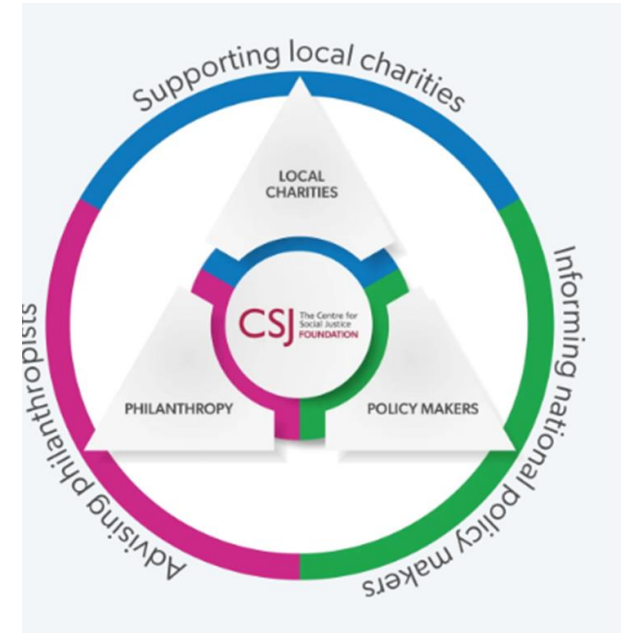 Supporting local charities
LOCAL
CHARITIES
CSJ
The Centre for
Social Justice
FOUNDATION
PHILANTHROPY
POLICY MAKERS
Informing national policy makers
Advising philanthropists